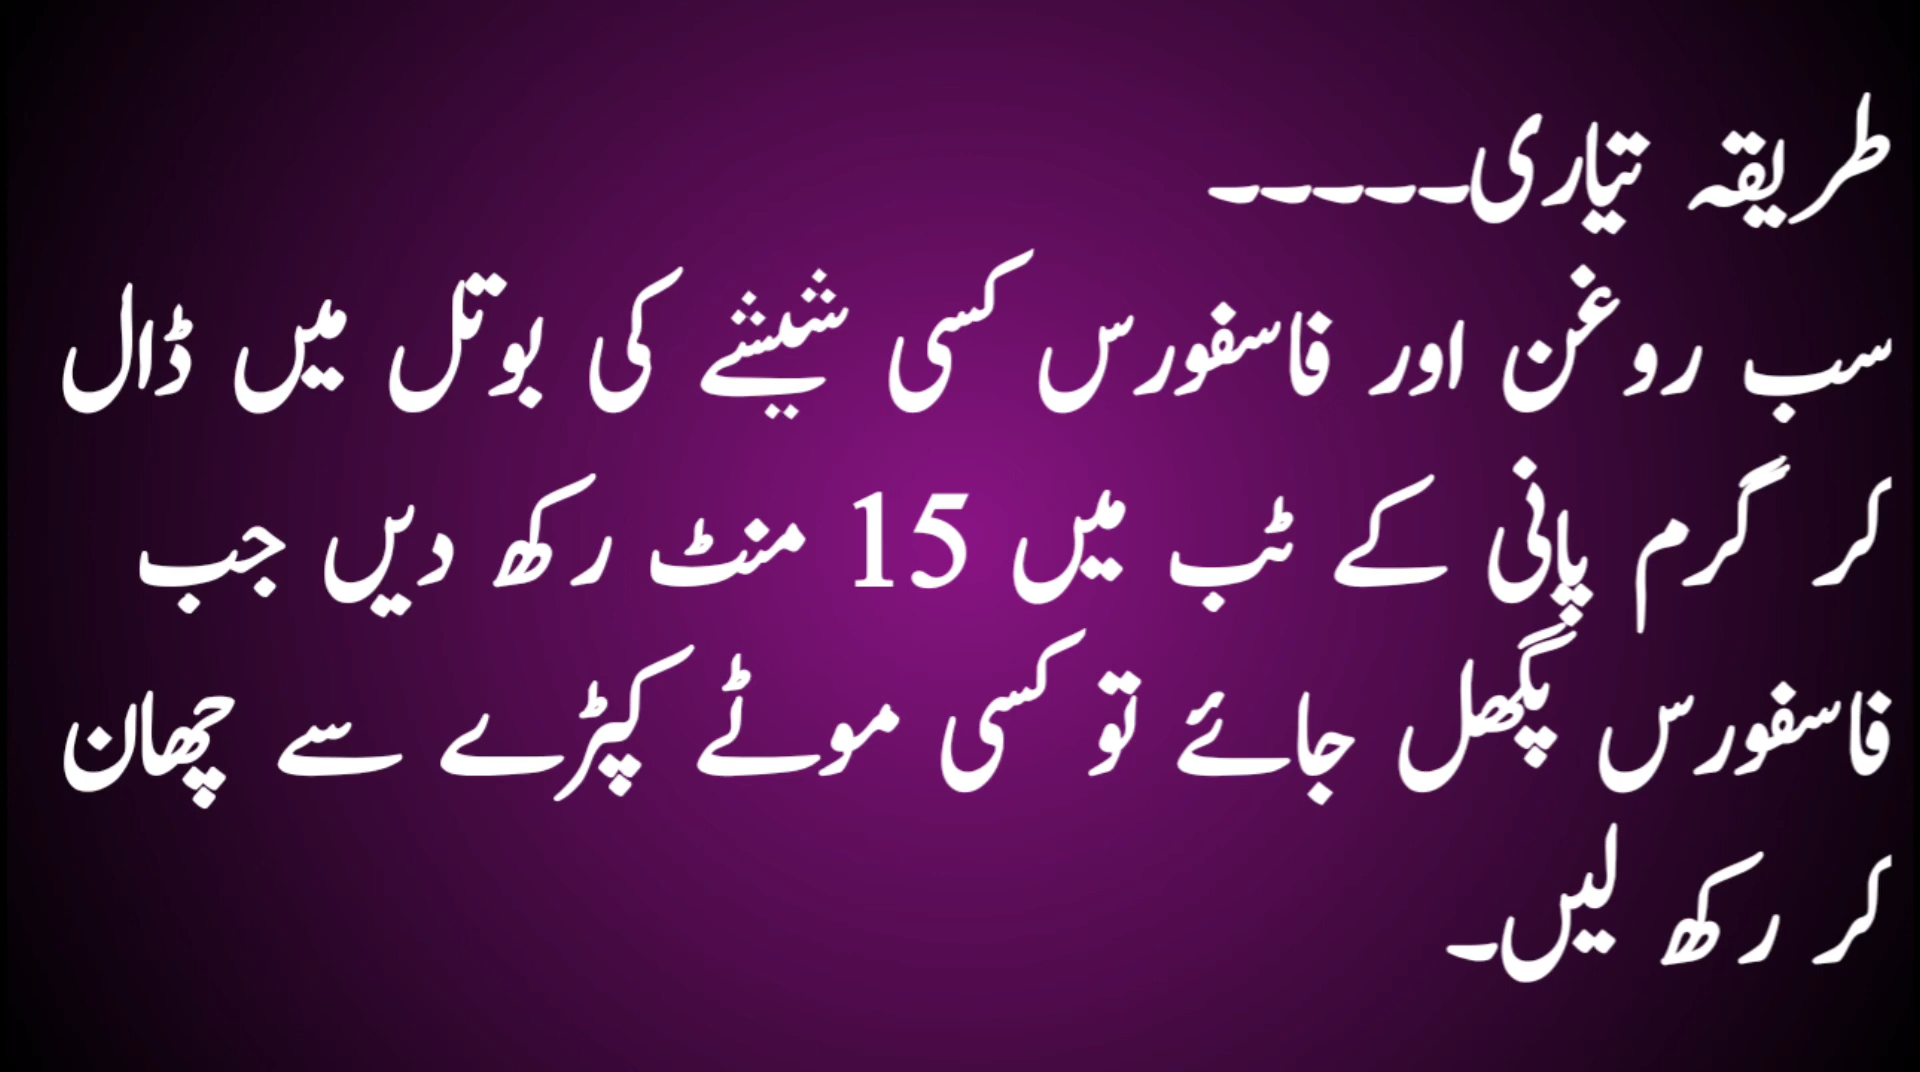 طریقہ تیاری۔۔۔۔۔
سب روغن اور فاسفورس کسی شیشے کی بوتل میں ڈال
کر گرم پانی کے ٹب میں 15 منٹ رکھ دیں جب
فاسفورس پگھل جائے تو کسی موٹے کپڑے سے چھان
کر رکھ لیں۔